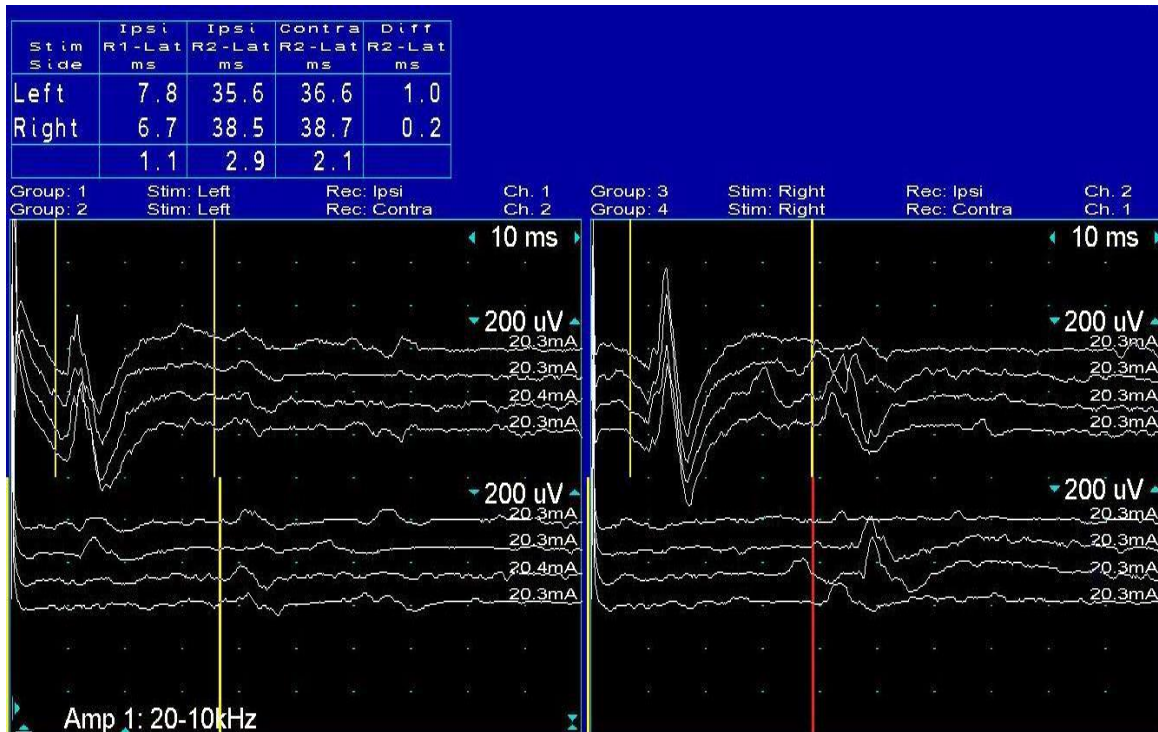 Ipsi Ipsi Contra Diff
Stim R1-Lat R2-Lat R2-Lat R2-Lat
Side ms ms ms ms
Left 7.8 35.6 36.6 1.0
Right 6.7 38.5 38.7 0.2
1.1 2.9 2.1
Group: 1 Stim: Left Rec: Ipsi Ch. 1
Group: 2 Stim: Left Rec: Contra Ch. 2
10 ms
200 uV
20.3mA
20.3mA
20.4mA
20.3mA
200 uV
20.3mA
20.3mA
20.4mA
20.3mA
Amp 1: 20-10kHz
Group: 3 Stim: Right Rec: Ipsi Ch. 2
Group: 4 Stim: Right Rec: Contra Ch. 1
10 ms
200 uV
20.3mA
20.3mA
20.3mA
20.3mA
200 uV
20.3mA
20.3mA
20.3mA
20.3mA